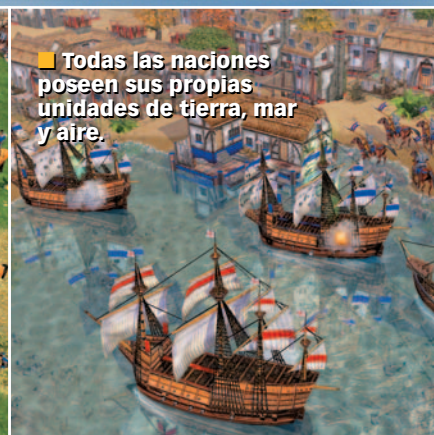 Todas las naciones
poseen sus propias
unidades de tierra, mar
y aire.